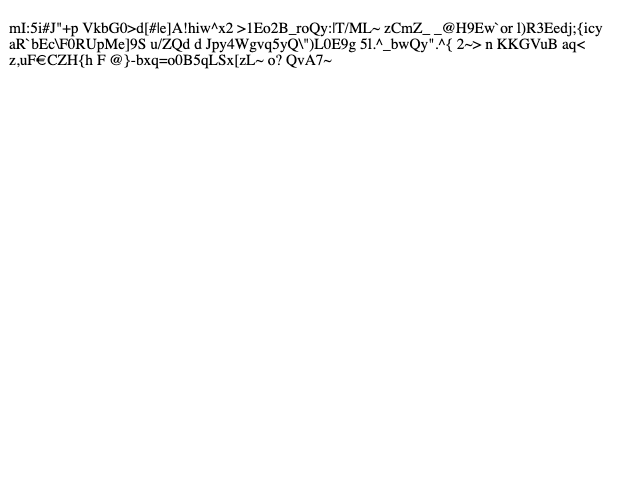 mI:5i#J"+p VkbG0>d[#|e]A!hiw^x2 >1Eo2B_roQy:|T/ML~ zCmZ_ _@H9Ew`or l)R3Eedj;{icy
aR`bEc\F0RUpMe]9S u/ZQd d Jpy4Wgvq5yQ\")L0E9g 5l.^_bwQy".^{ 2~> n KKGVuB aq<
z,uF€CZH{h F @}-bxq=o0B5qLSx[zL~ o? QvA7~